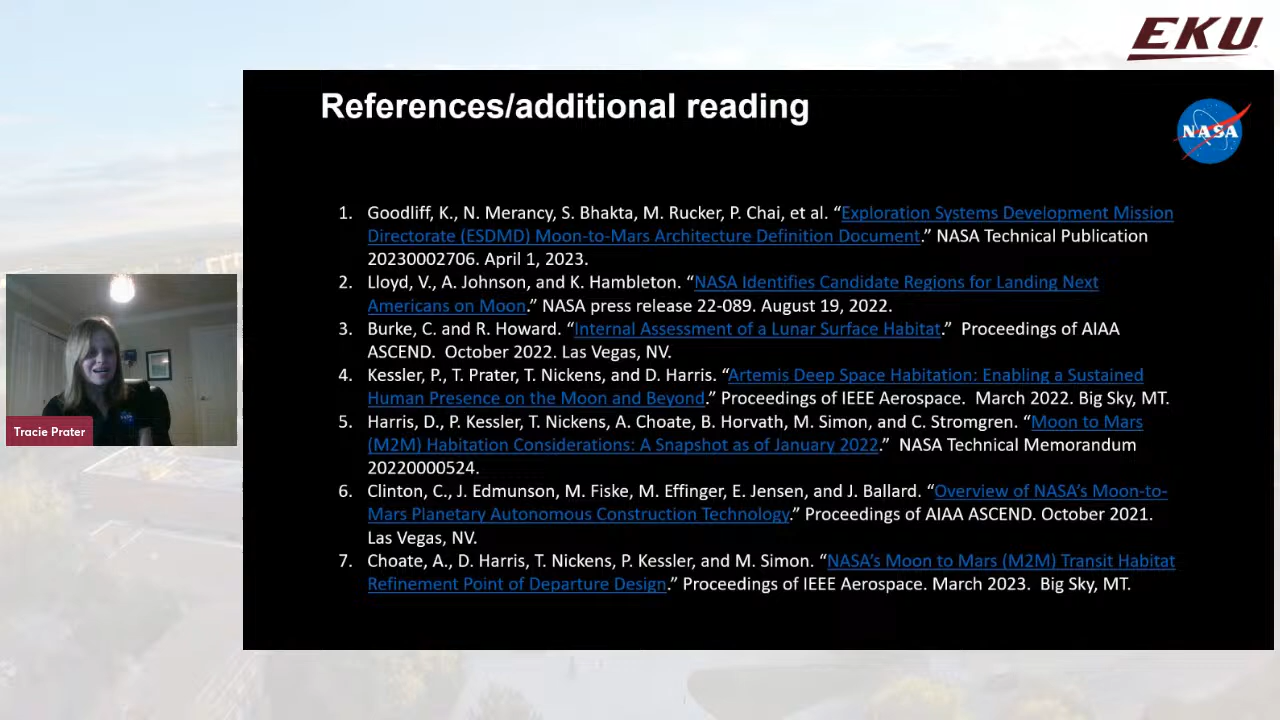 EKU
References/additional reading
NASA
1. Goodliff, K., N. Merancy, S. Bhakta, M. Rucker, P. Chai, et al. “Exploration Systems Development Mission
Directorate (ESDMD) Moon-to-Mars Architecture Definition Document.” NASA Technical Publication
20230002706. April 1, 2023.
2. Lloyd, V., A. Johnson, and K. Hambleton. “NASA Identifies Candidate Regions for Landing Next
Americans on Moon.” NASA press release 22-089. August 19, 2022.
3. Burke, C. and R. Howard. “Internal Assessment of a Lunar Surface Habitat.” Proceedings of AIAA
ASCEND. October 2022. Las Vegas, NV.
4. Kessler, P., T. Prater, T. Nickens, and D. Harris. “Artemis Deep Space Habitation: Enabling a Sustained
Human Presence on the Moon and Beyond.” Proceedings of IEEE Aerospace. March 2022. Big Sky, MT.
5. Harris, D., P. Kessler, T. Nickens, A. Choate, B. Horvath, M. Simon, and C. Stromgren. “Moon to Mars
(M2M) Habitation Considerations: A Snapshot as of January 2022.” NASA Technical Memorandum
20220000524.
6. Clinton, C., J. Edmunson, M. Fiske, M. Effinger, E. Jensen, and J. Ballard. “Overview of NASA’s Moon-to-
Mars Planetary Autonomous Construction Technology.” Proceedings of AIAA ASCEND. October 2021.
Las Vegas, NV.
7. Choate, A., D. Harris, T. Nickens, P. Kessler, and M. Simon. “NASA’s Moon to Mars (M2M) Transit Habitat
Refinement Point of Departure Design.” Proceedings of IEEE Aerospace. March 2023. Big Sky, MT.
Tracie Prater